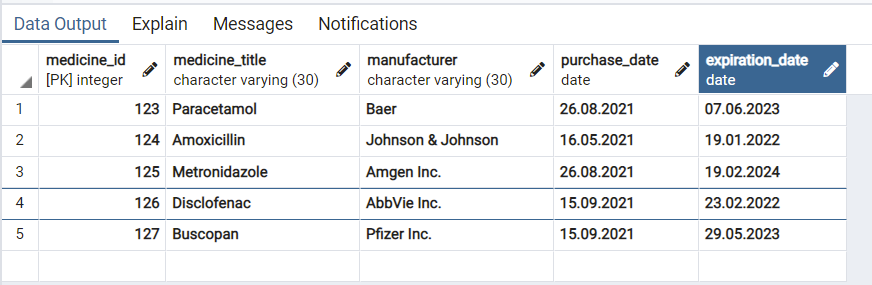 Data Output Explain Messages Notifications
medicine_id medicine_title manufacturer purchase_date expiration_date
[PK] integer character varying (30) character varying (30) date date
1 123 Paracetamol Baer 26.08.2021 07.06.2023
2 124 Amoxicillin Johnson & Johnson 16.05.2021 19.01.2022
3 125 Metronidazole Amgen Inc. 26.08.2021 19.02.2024
4 126 Disclofenac AbbVie Inc. 15.09.2021 23.02.2022
5 127 Buscopan Pfizer Inc. 15.09.2021 29.05.2023